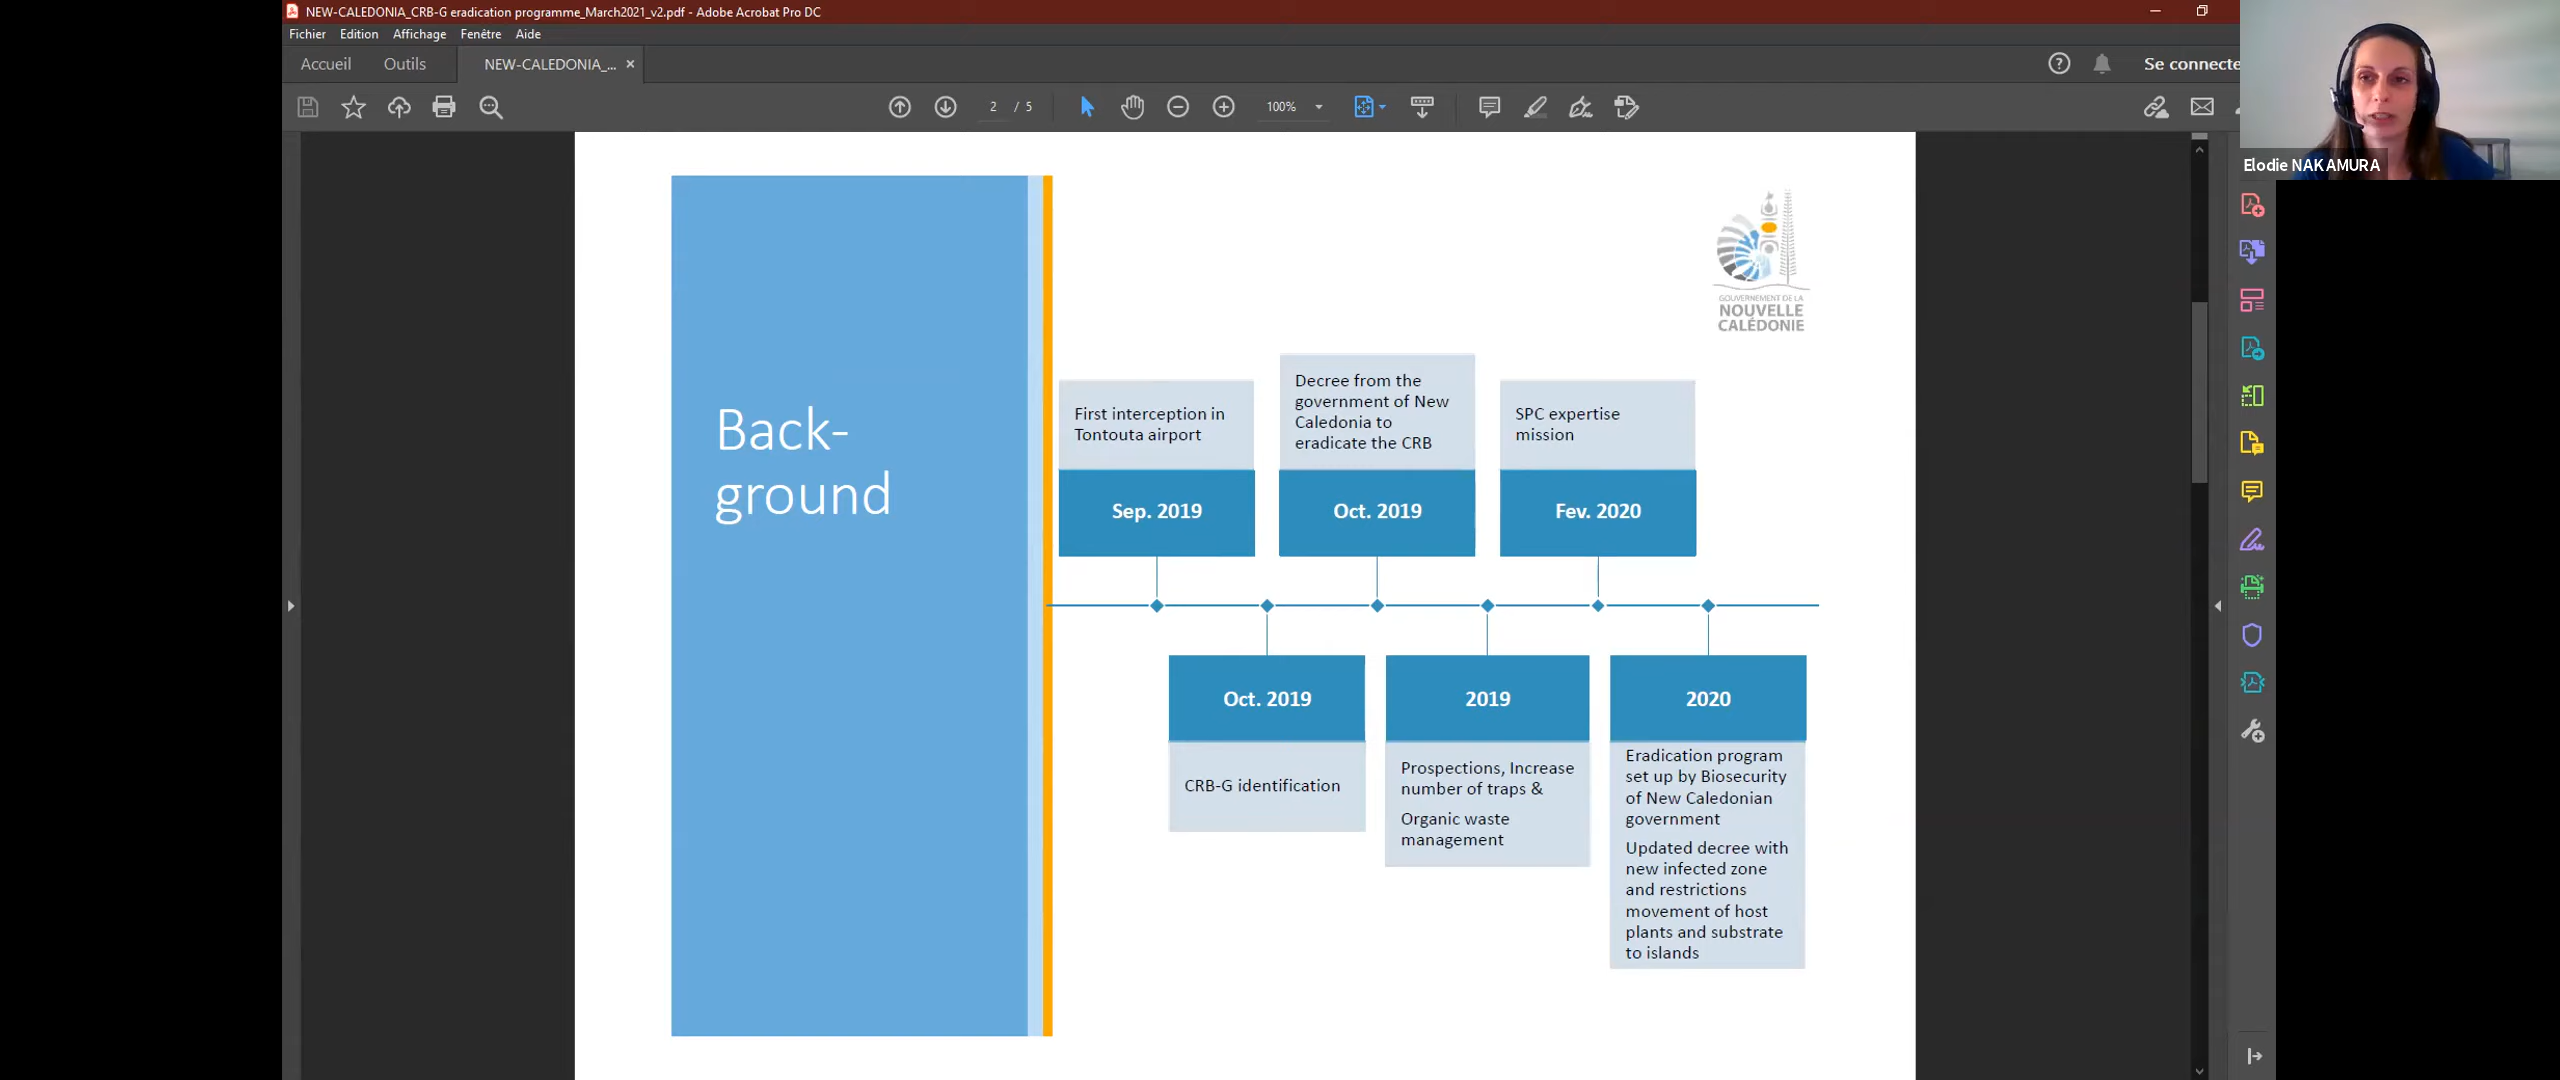 NEW-CALEDONIA_CRB-G eradication programme_March2021_v2.pdf - Adobe Acrobat Pro DC
Fichier Edition Affichage Fenêtre Aide
Accueil Outils NEW-CALEDONIA_... × Se connecte
2 / 5 100%
Elodie NAKAMURA
Back-
ground
GOUVERNEMENT DE LA
NOUVELLE
CALÉDONIE
First interception in
Tontouta airport
Sep. 2019
Decree from the
government of New
Caledonia to
eradicate the CRB
Oct. 2019
SPC expertise
mission
Fev. 2020
Oct. 2019
CRB-G identification
2019
Prospections, Increase
number of traps &
Organic waste
management
2020
Eradication program
set up by Biosecurity
of New Caledonian
government
Updated decree with
new infected zone
and restrictions
movement of host
plants and substrate
to islands